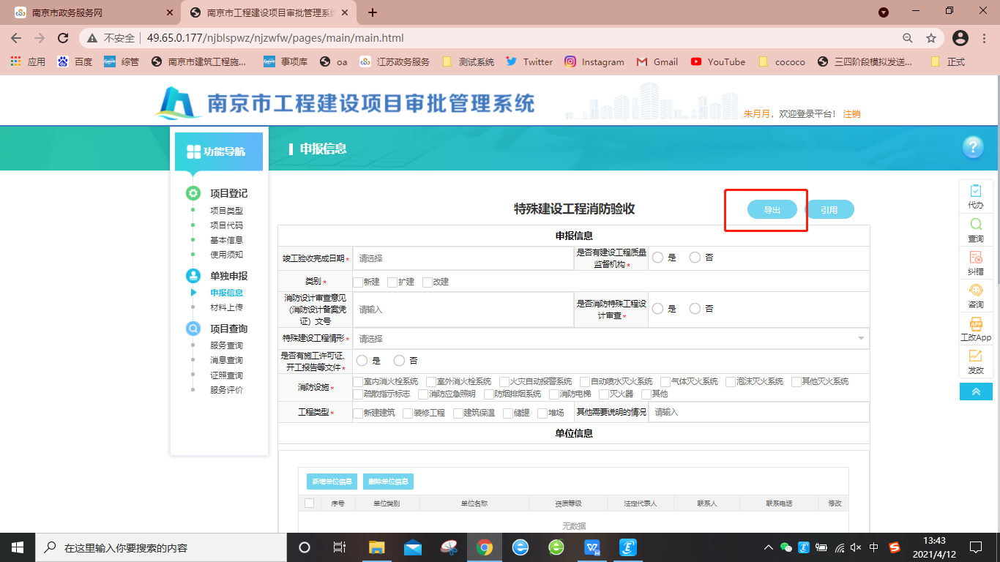 南京市政务服务网
南京市工程建设项目审批管理系统
不安全 49.65.0.177/njblspwz/njzwfw/pages/main/main.html
应用 百度 综管 南京市建筑工程施... 事项库 oa 江苏政务服务 测试系统 Twitter Instagram Gmail YouTube cococo 三四阶段模拟发送... 正式
南京市工程建设项目审批管理系统
朱月月，欢迎登录平台！ 注销
功能导航
申报信息
?
项目登记
项目类型
项目代码
基本信息
使用须知
单独申报
申报信息
材料上传
项目查询
服务查询
消息查询
证照查询
服务评价
特殊建设工程消防验收
导出 引用
申报信息
竣工验收完成日期* 请选择 是否有建设工程质量
监督机构* 是 否
类别* 新建 扩建 改建
消防设计审查意见
（消防设计备案凭
证）文号
请输入
是否消防特殊工程设
计审查*
是 否
特殊建设工程情形* 请选择
是否有施工许可证、
开工报告等文件*
是 否
消防设施*
室内消火栓系统 室外消火栓系统 火灾自动报警系统 自动喷水灭火系统 气体灭火系统 泡沫灭火系统 其他灭火系统
疏散指示标志 消防应急照明 防烟排烟系统 消防电梯 灭火器 其他
工程类型* 新建建筑 装修工程 建筑保温 储罐 堆场 其他需要说明的情况 请输入
单位信息
新增单位信息 删除单位信息
序号 单位类别 单位名称 资质等级 法定代表人 联系人 联系电话 修改
无数据
代办
查询
纠错
咨询
APP
工改App
发改
在这里输入你要搜索的内容
中
13:43
2021/4/12